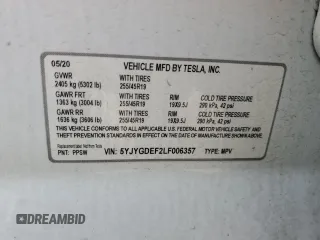 05/20 VEHICLE MFD BY TESLA, INC.
GVWR WITH TIRES
2405 kg (5302 lb) 255/45R19
GAWR FRT WITH TIRES RIM COLD TIRE PRESSURE
1363 kg (3004 lb) 255/45R19 19X9.5J 290 kPa, 42 psi
GAWR RR WITH TIRES RIM COLD TIRE PRESSURE
1636 kg (3606 lb) 255/45R19 19X9.5J 290 kPa, 42 psi
THIS VEHICLE CONFORMS TO ALL APPLICABLE FEDERAL MOTOR VEHICLE SAFETY AND
THEFT PREVENTION STANDARDS IN EFFECT ON THE DATE OF MANUFACTURE SHOWN ABOVE.
PNT: PPSW VIN: 5YJYGDEF2LF006357 TYPE: MPV
DREAMBID